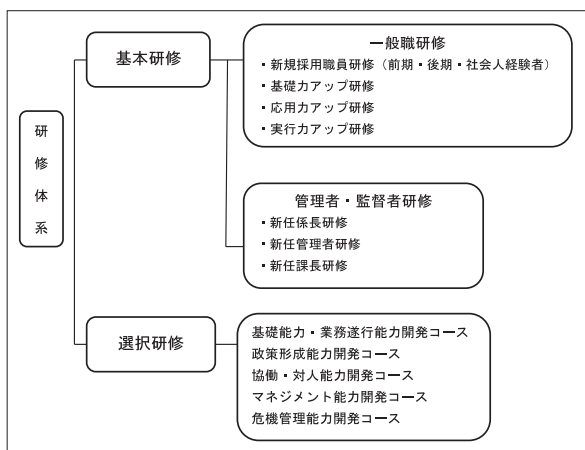 研修体系
基本研修
一般職研修
・新規採用職員研修（前期・後期・社会人経験者）
・基礎力アップ研修
・応用力アップ研修
・実行力アップ研修
管理者・監督者研修
・新任係長研修
・新任管理者研修
・新任課長研修
選択研修
基礎能力・業務遂行能力開発コース
政策形成能力開発コース
協働・対人能力開発コース
マネジメント能力開発コース
危機管理能力開発コース